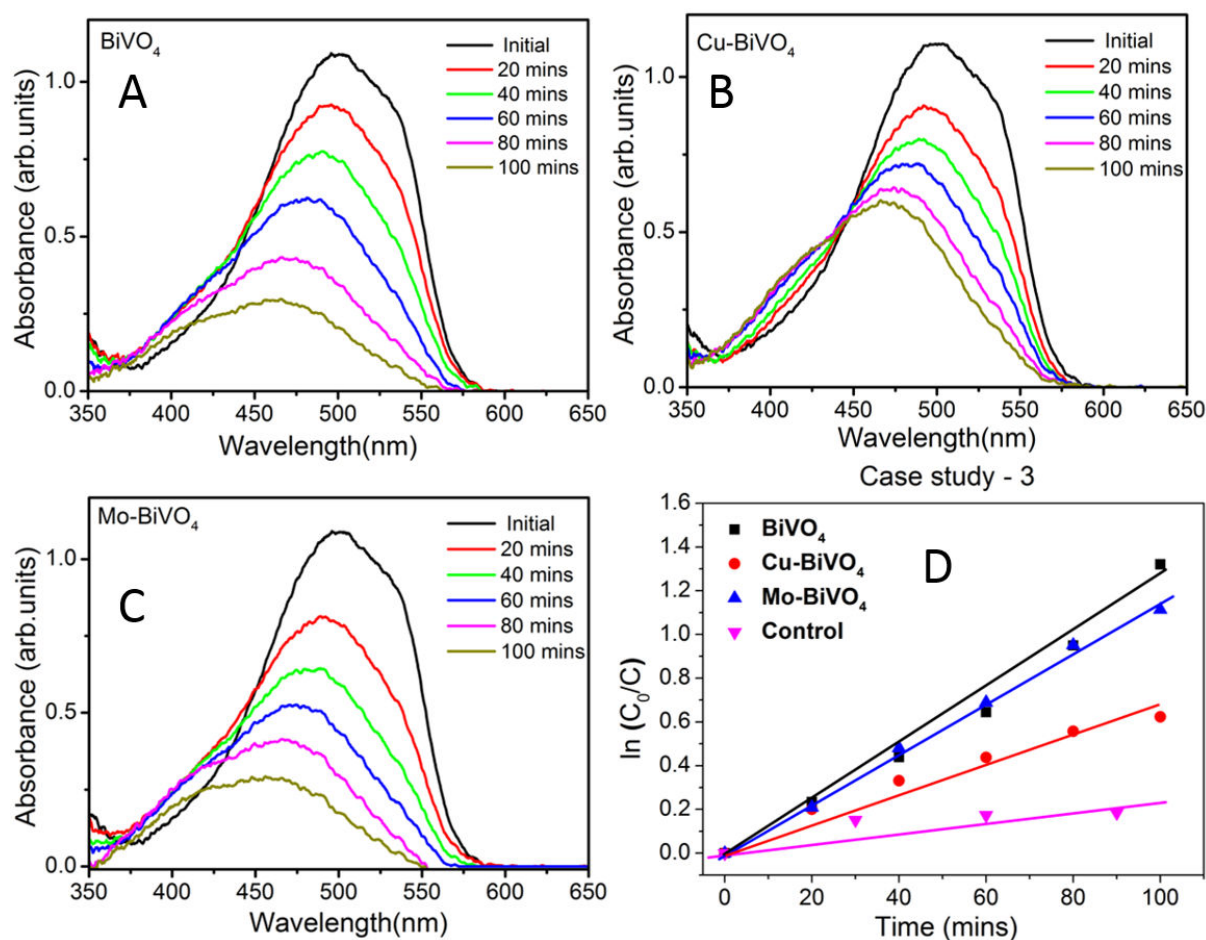 BiVO4
A
Initial
20 mins
40 mins
60 mins
80 mins
100 mins
1.0
0.5
0.0
350 400 450 500 550 600 650
Absorbance (arb.units)
Wavelength(nm)
Cu-BiVO4
B
Initial
20 mins
40 mins
60 mins
80 mins
100 mins
1.0
0.5
0.0
350 400 450 500 550 600 650
Absorbance (arb.units)
Wavelength(nm)
Mo-BiVO4
C
Initial
20 mins
40 mins
60 mins
80 mins
100 mins
1.0
0.5
0.0
350 400 450 500 550 600 650
Absorbance (arb.units)
Wavelength(nm)
Case study - 3
BiVO4
Cu-BiVO4
Mo-BiVO4
Control
D
1.6
1.4
1.2
1.0
0.8
0.6
0.4
0.2
0.0
0 20 40 60 80 100
ln (C0/C)
Time (mins)